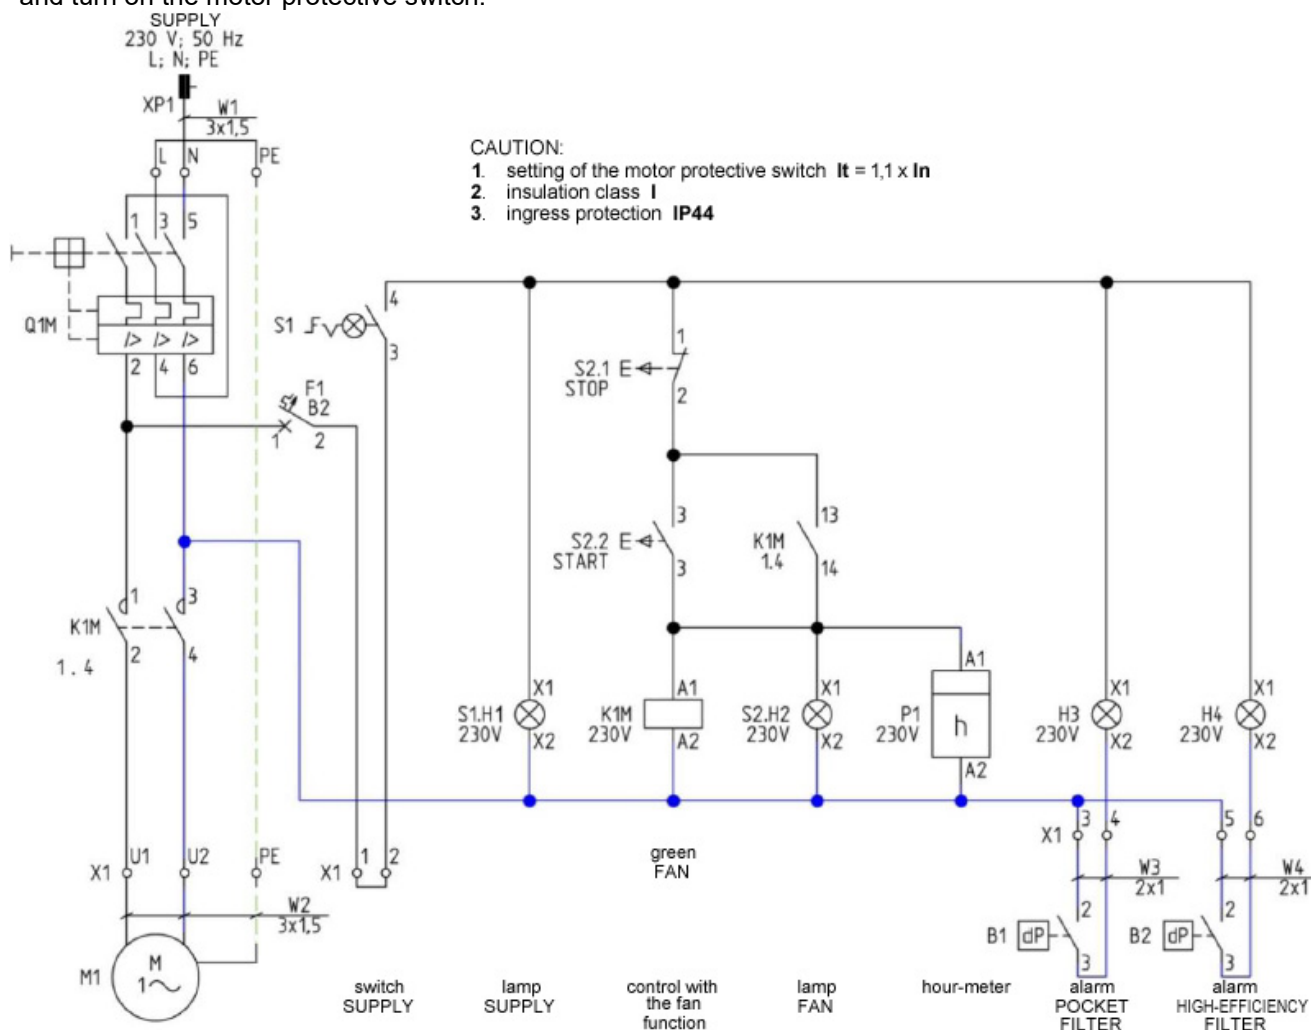 and turn on the motor protective switch.
SUPPLY
230 V; 50 Hz
L; N; PE
XP1
W1
3x1,5
L N PE
CAUTION:
1. setting of the motor protective switch It = 1,1 x In
2. insulation class I
3. ingress protection IP44
1 3 5
Q1M
I> I> I>
2 4 6
S1
4
3
F1
B2
1 2
S2.1 E
STOP
1
2
S2.2 E
START
3
3
K1M
1.4
13
14
K1M
1.4
1 3
2 4
S1.H1
230V
X1
X2
K1M
230V
A1
A2
S2.H2
230V
X1
X2
P1
230V
A1
h
A2
H3
230V
X1
X2
H4
230V
X1
X2
X1 3 4
5 6
X1 U1 U2 PE
X1 1 2
green
FAN
W2
3x1,5
W3
2x1
W4
2x1
B1 dP
2
3
B2 dP
2
3
M1
M
1~
switch
SUPPLY
lamp
SUPPLY
control with
the fan
function
lamp
FAN
hour-meter
alarm
POCKET
FILTER
alarm
HIGH-EFFICIENCY
FILTER